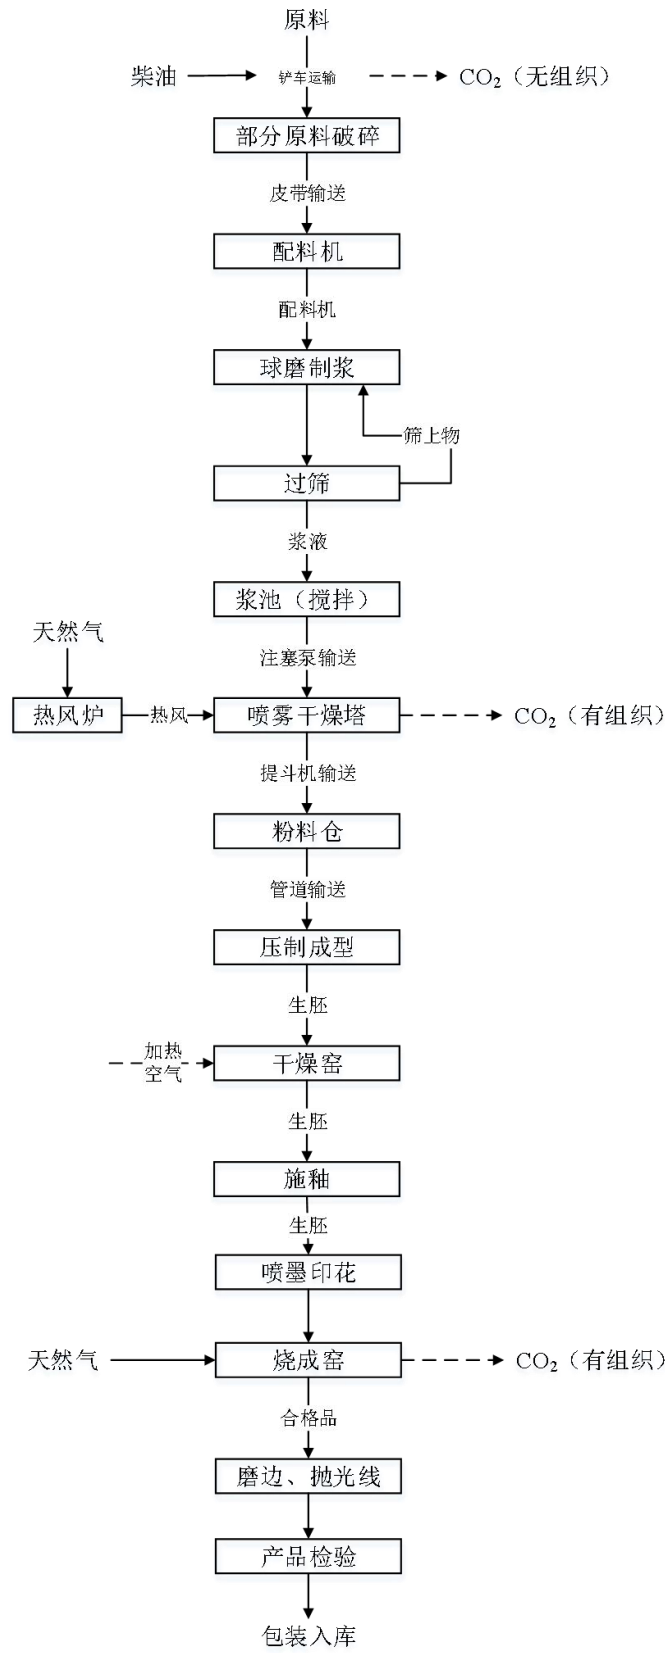 原料
柴油
铲车运输
CO₂（无组织）
部分原料破碎
皮带输送
配料机
配料机
球磨制浆
筛上物
过筛
浆液
浆池（搅拌）
天然气
注塞泵输送
热风炉
热风
喷雾干燥塔
CO₂（有组织）
提斗机输送
粉料仓
管道输送
压制成型
生胚
加热
空气
干燥窑
生胚
施釉
生胚
喷墨印花
天然气
烧成窑
CO₂（有组织）
合格品
磨边、抛光线
产品检验
包装入库